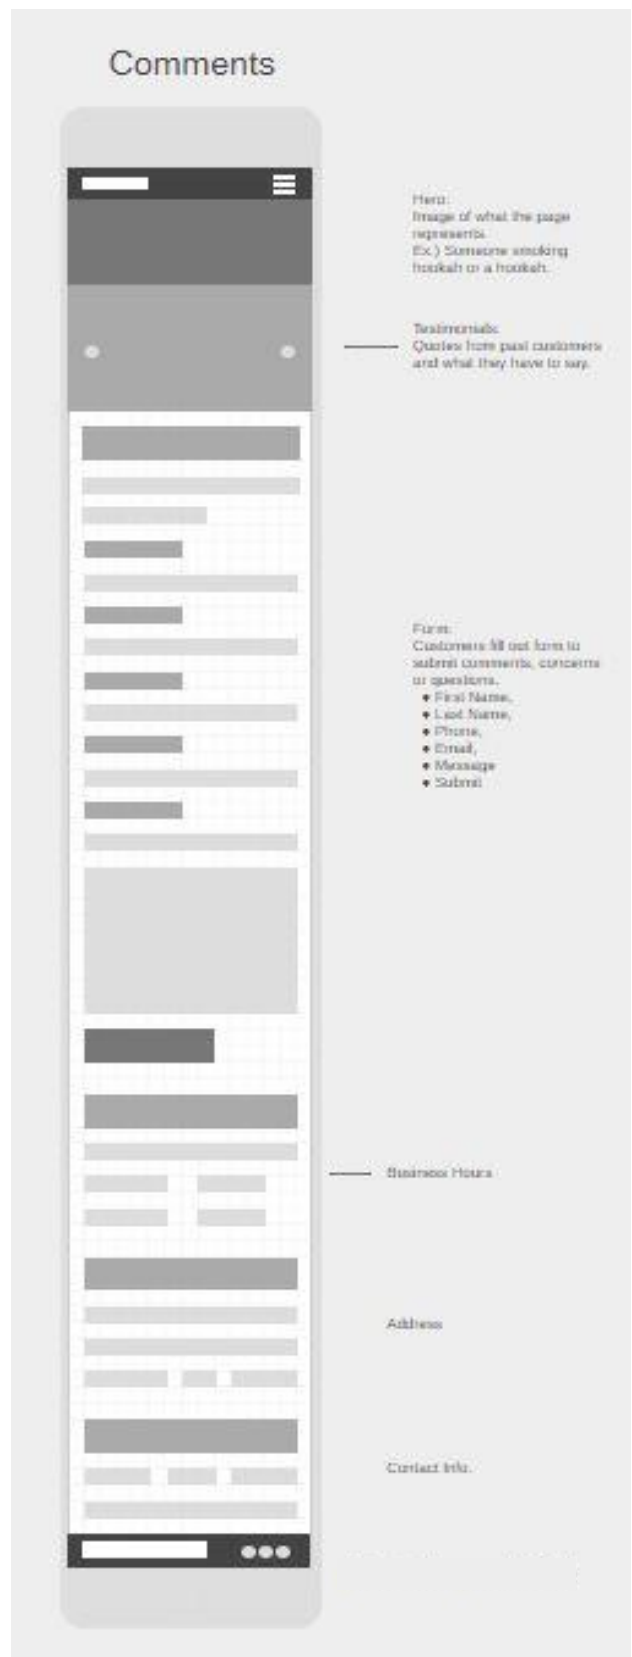 Comments
Hero:
Image of what the page
represents.
Ex.) Someone smoking
hookah or a hookah.
Testimonials:
Quotes from past customers
and what they have to say.
Form:
Customers fill out form to
submit comments, concerns
or questions.
● First Name,
● Last Name,
● Phone,
● Email,
● Message
● Submit
Business Hours
Address
Contact Info.